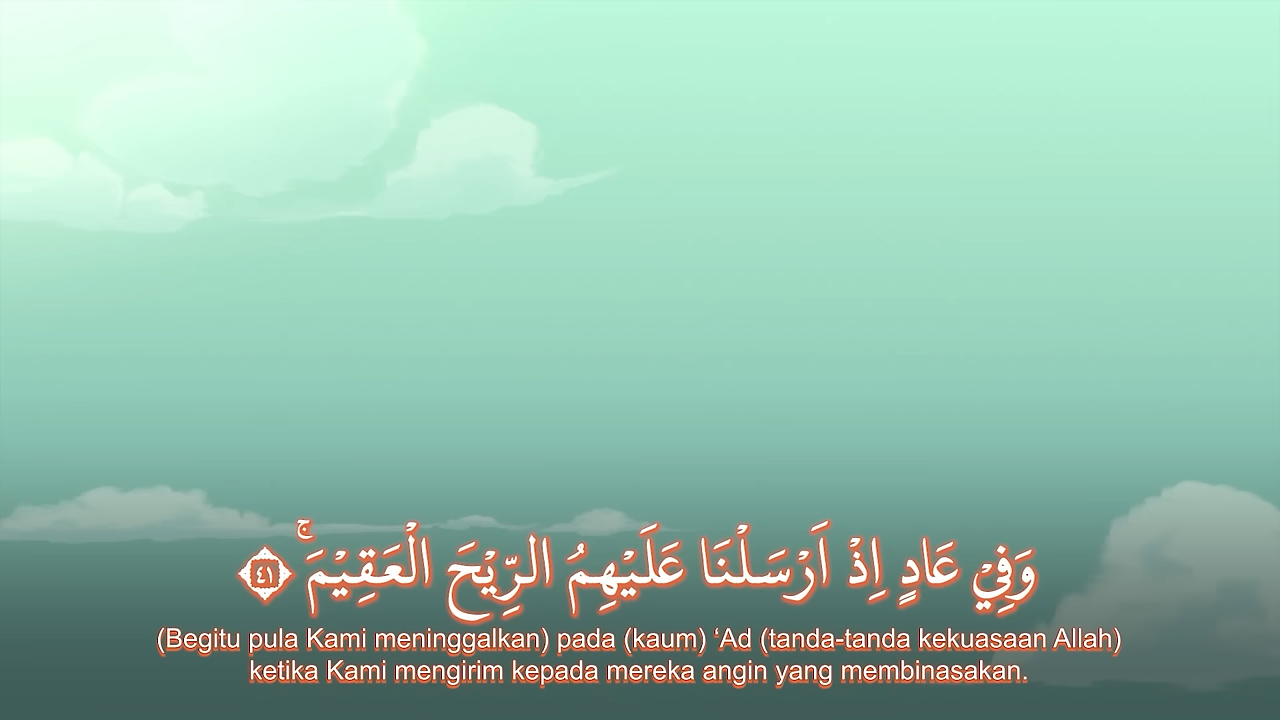 وَفِيْ عَادٍ اِذْ اَرْسَلْنَا عَلَيْهِمُ الرِّيْحَ الْعَقِيْمَۚ ٤١
(Begitu pula Kami meninggalkan) pada (kaum) ‘Ad (tanda-tanda kekuasaan Allah)
ketika Kami mengirim kepada mereka angin yang membinasakan.